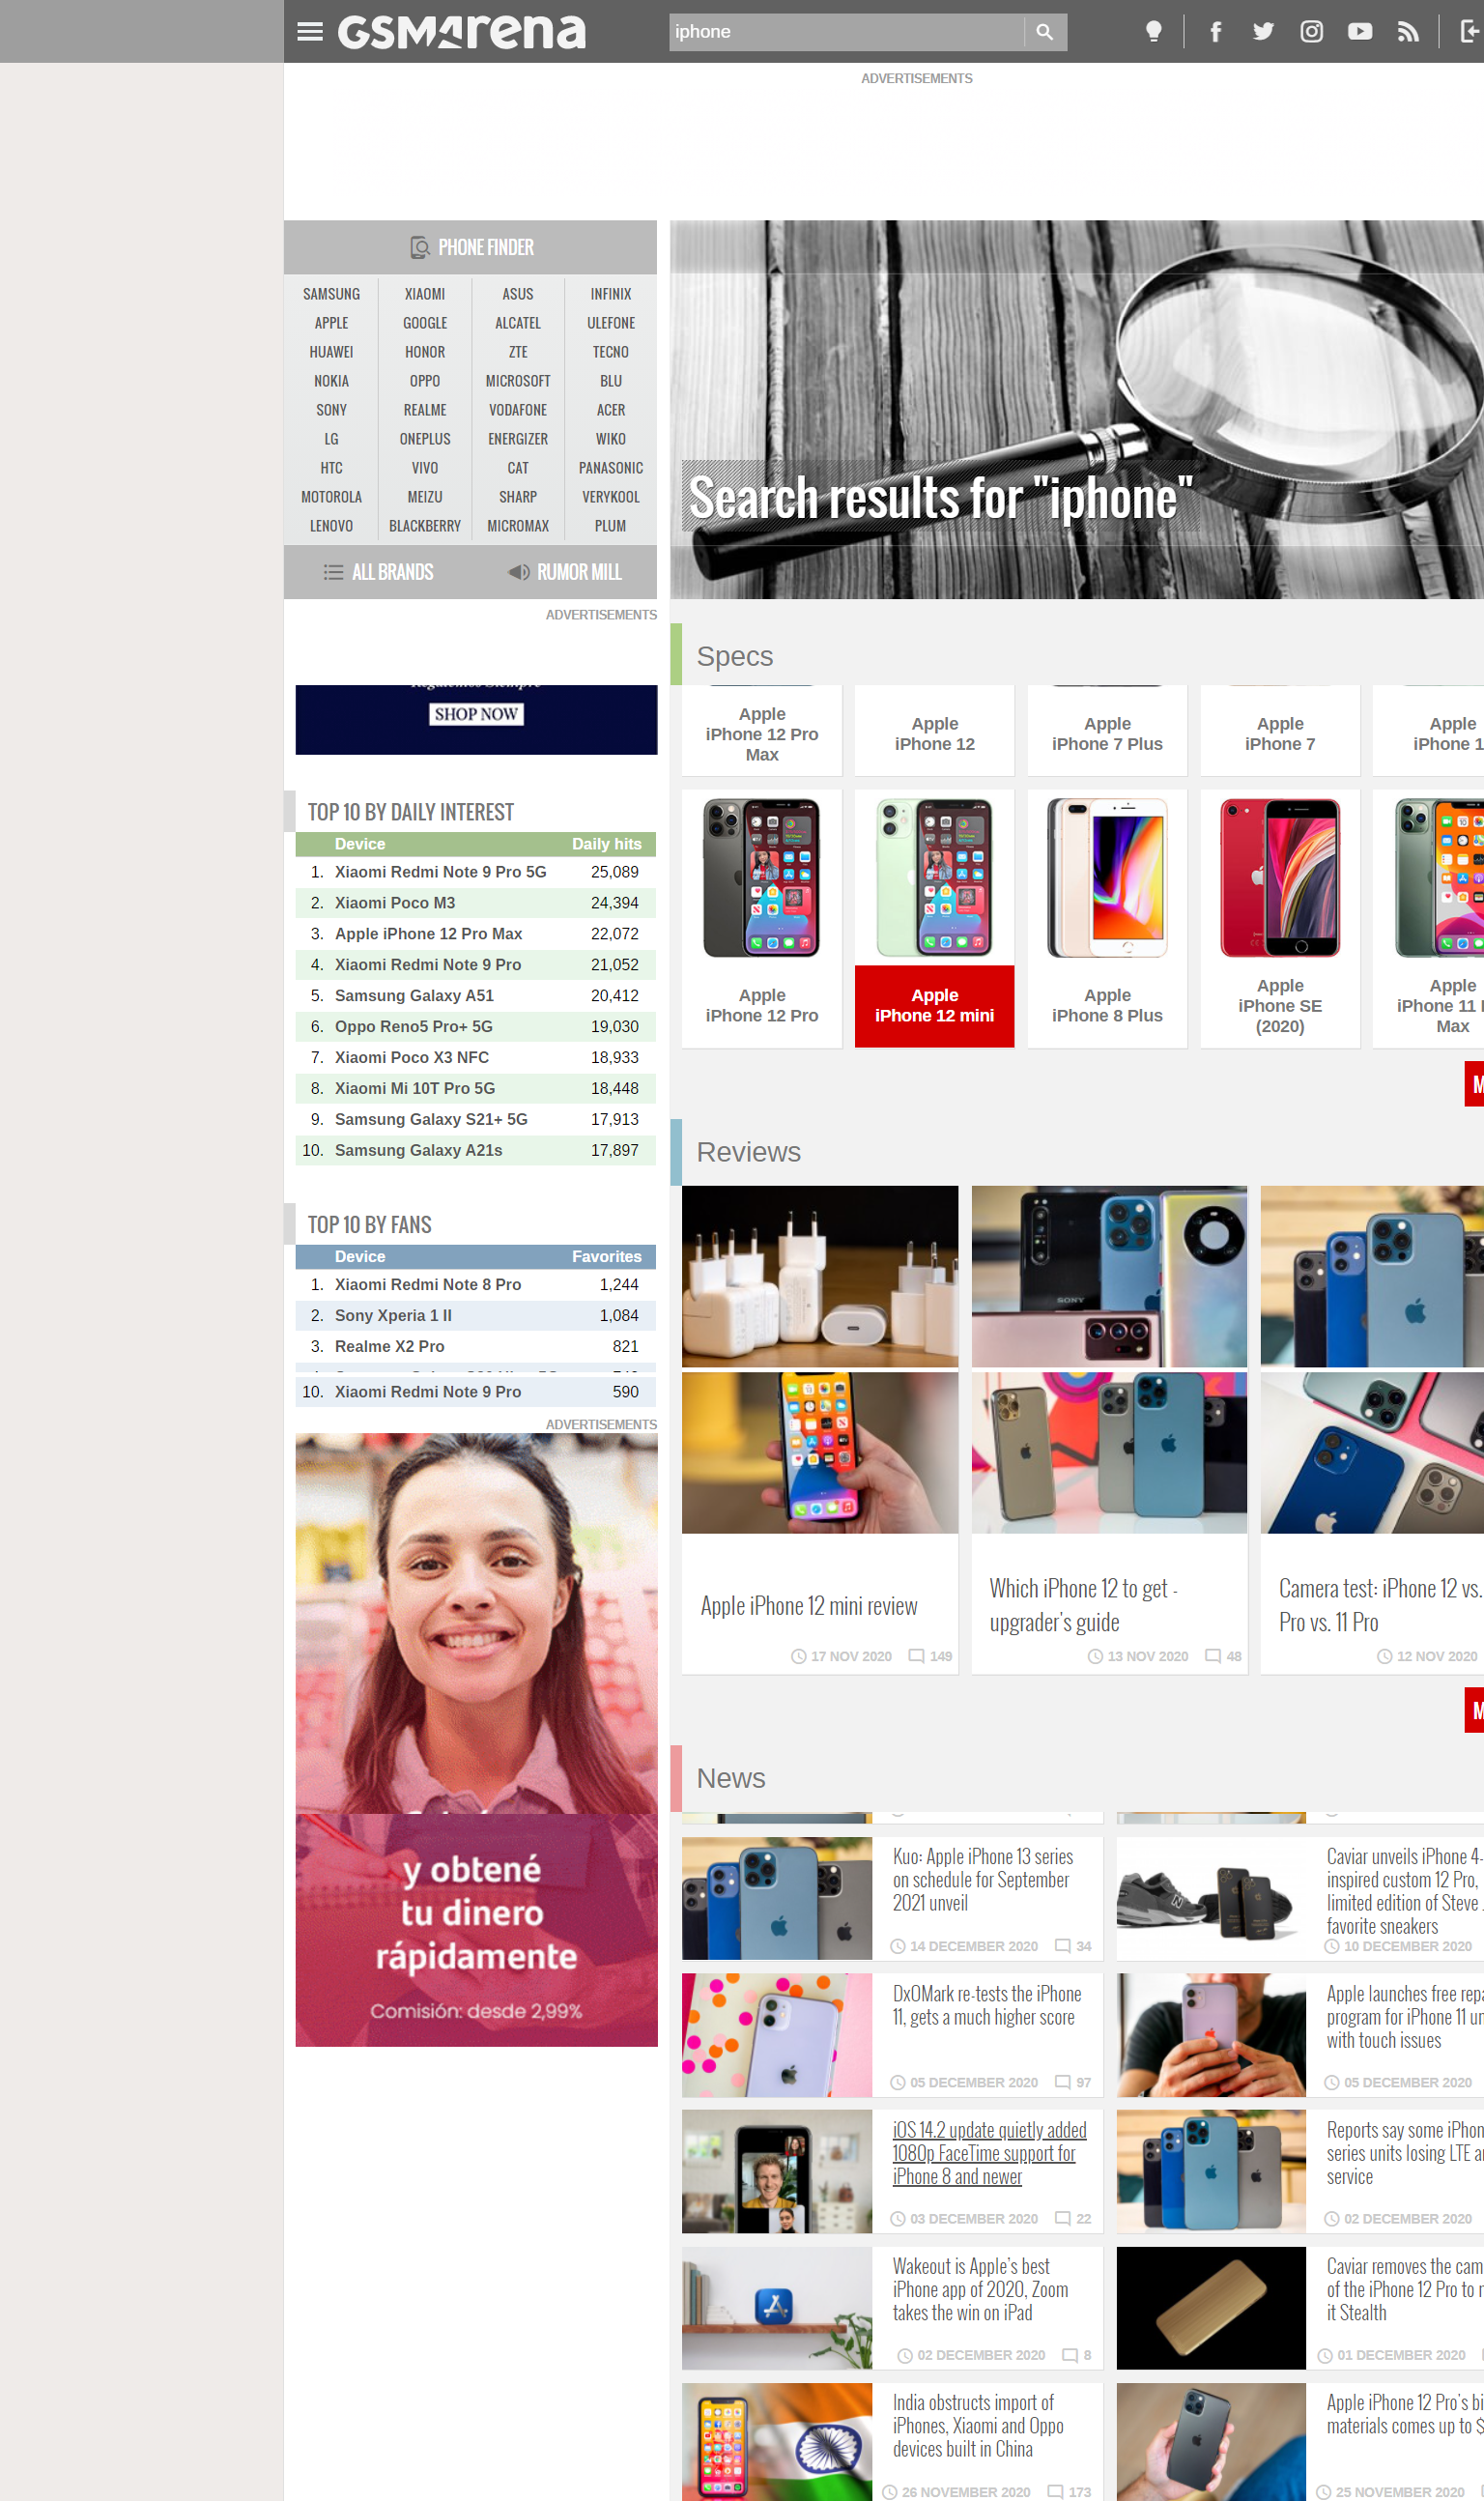 GSMArena
iphone
ADVERTISEMENTS
PHONE FINDER
SAMSUNG XIAOMI ASUS INFINIX
APPLE GOOGLE ALCATEL ULEFONE
HUAWEI HONOR ZTE TECNO
NOKIA OPPO MICROSOFT BLU
SONY REALME VODAFONE ACER
LG ONEPLUS ENERGIZER WIKO
HTC VIVO CAT PANASONIC
MOTOROLA MEIZU SHARP VERYKOOL
LENOVO BLACKBERRY MICROMAX PLUM
ALL BRANDS RUMOR MILL
Search results for "iphone"
ADVERTISEMENTS
SHOP NOW
TOP 10 BY DAILY INTEREST
Device Daily hits
1. Xiaomi Redmi Note 9 Pro 5G 25,089
2. Xiaomi Poco M3 24,394
3. Apple iPhone 12 Pro Max 22,072
4. Xiaomi Redmi Note 9 Pro 21,052
5. Samsung Galaxy A51 20,412
6. Oppo Reno5 Pro+ 5G 19,030
7. Xiaomi Poco X3 NFC 18,933
8. Xiaomi Mi 10T Pro 5G 18,448
9. Samsung Galaxy S21+ 5G 17,913
10. Samsung Galaxy A21s 17,897
TOP 10 BY FANS
Device Favorites
1. Xiaomi Redmi Note 8 Pro 1,244
2. Sony Xperia 1 II 1,084
3. Realme X2 Pro 821
10. Xiaomi Redmi Note 9 Pro 590
ADVERTISEMENTS
y obtené
tu dinero
rápidamente
Comisión: desde 2,99%
Specs
Apple
iPhone 12 Pro
Max
Apple
iPhone 12
Apple
iPhone 7 Plus
Apple
iPhone 7
Apple
iPhone 1
Apple
iPhone 12 Pro
Apple
iPhone 12 mini
Apple
iPhone 8 Plus
Apple
iPhone SE
(2020)
Apple
iPhone 11
Max
M
Reviews
SONY
Apple iPhone 12 mini review
17 NOV 2020 149
Which iPhone 12 to get -
upgrader's guide
13 NOV 2020 48
Camera test: iPhone 12 vs.
Pro vs. 11 Pro
12 NOV 2020
M
News
Kuo: Apple iPhone 13 series
on schedule for September
2021 unveil
14 DECEMBER 2020 34
Caviar unveils iPhone 4-
inspired custom 12 Pro,
limited edition of Steve
favorite sneakers
10 DECEMBER 2020
DxOMark re-tests the iPhone
11, gets a much higher score
05 DECEMBER 2020 97
Apple launches free repa
program for iPhone 11 un
with touch issues
05 DECEMBER 2020
iOS 14.2 update quietly added
1080p FaceTime support for
iPhone 8 and newer
03 DECEMBER 2020 22
Reports say some iPhon
series units losing LTE a
service
02 DECEMBER 2020
Wakeout is Apple's best
iPhone app of 2020, Zoom
takes the win on iPad
02 DECEMBER 2020 8
Caviar removes the cam
of the iPhone 12 Pro to
it Stealth
01 DECEMBER 2020
India obstructs import of
iPhones, Xiaomi and Oppo
devices built in China
26 NOVEMBER 2020 173
Apple iPhone 12 Pro's bi
materials comes up to $
25 NOVEMBER 2020